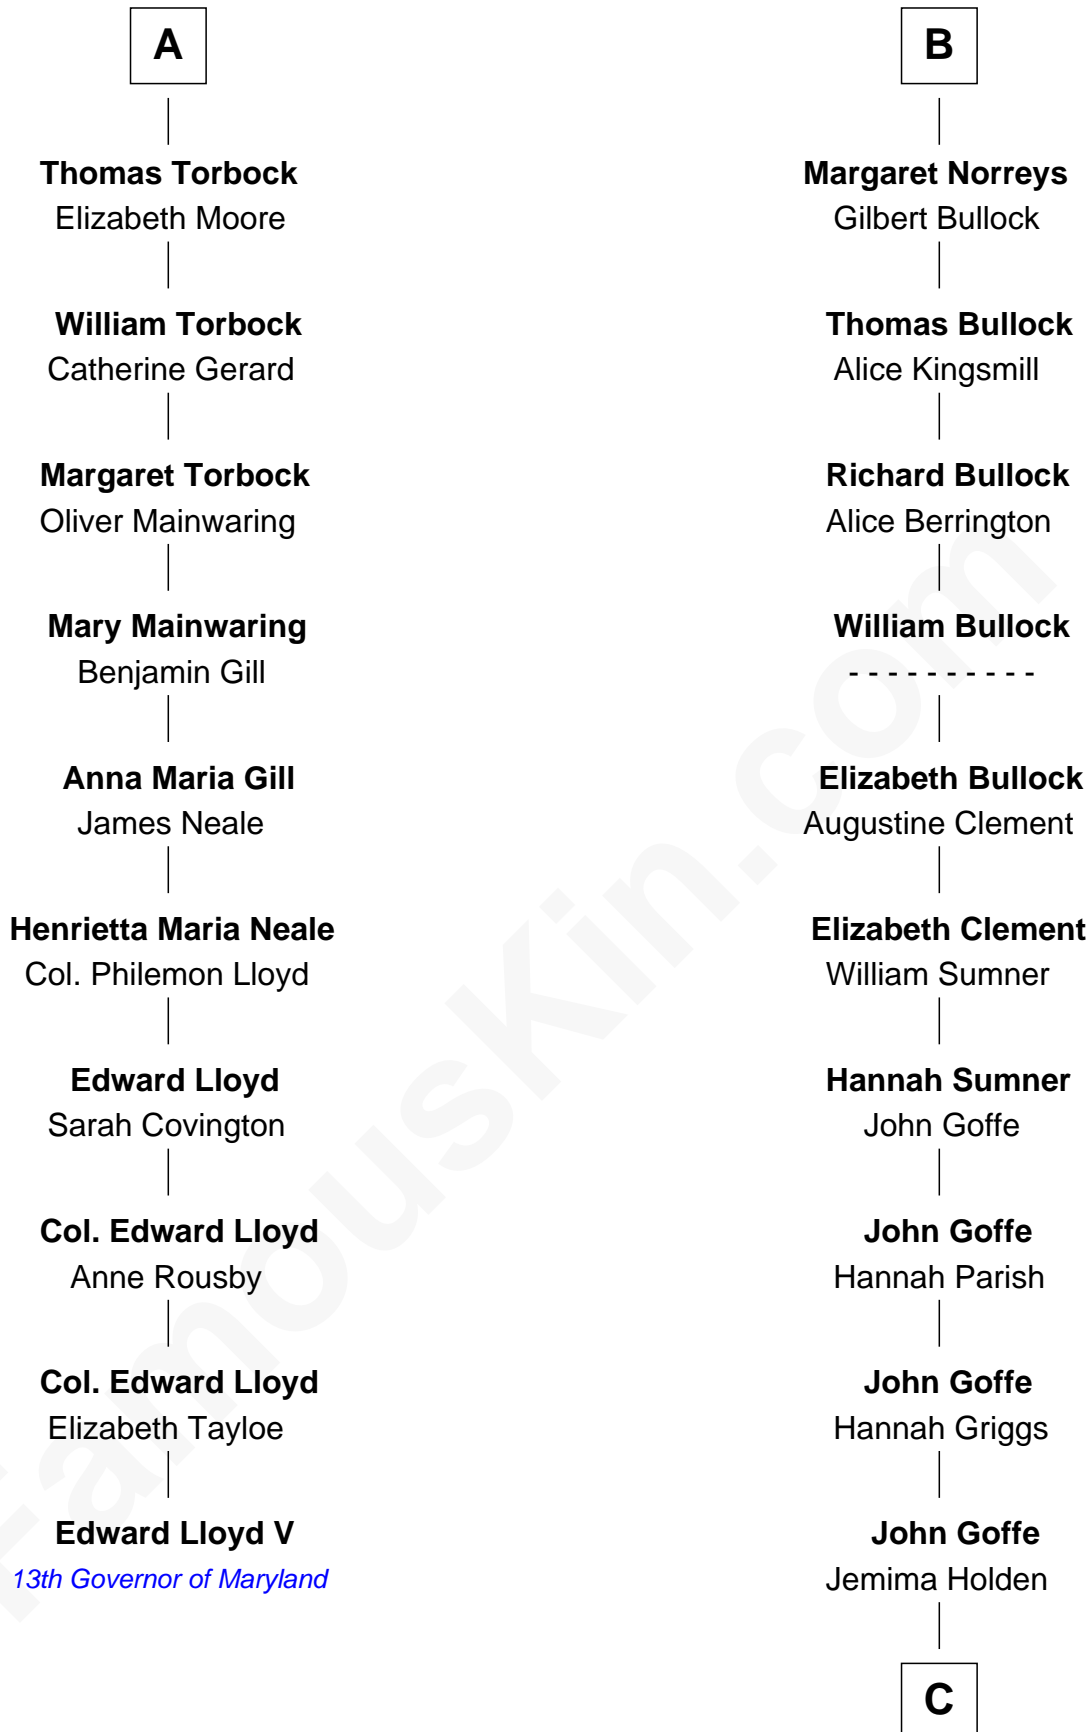 A
Thomas Torbock
Elizabeth Moore
William Torbock
Catherine Gerard
Margaret Torbock
Oliver Mainwaring
Mary Mainwaring
Benjamin Gill
Anna Maria Gill
James Neale
Henrietta Maria Neale
Col. Philemon Lloyd
Edward Lloyd
Sarah Covington
Col. Edward Lloyd
Anne Rousby
Col. Edward Lloyd
Elizabeth Tayloe
Edward Lloyd V
13th Governor of Maryland
B
Margaret Norreys
Gilbert Bullock
Thomas Bullock
Alice Kingsmill
Richard Bullock
Alice Berrington
William Bullock
- - - - - - - - - -
Elizabeth Bullock
Augustine Clement
Elizabeth Clement
William Sumner
Hannah Sumner
John Goffe
John Goffe
Hannah Parish
John Goffe
Hannah Griggs
John Goffe
Jemima Holden
C
FamousKin.com